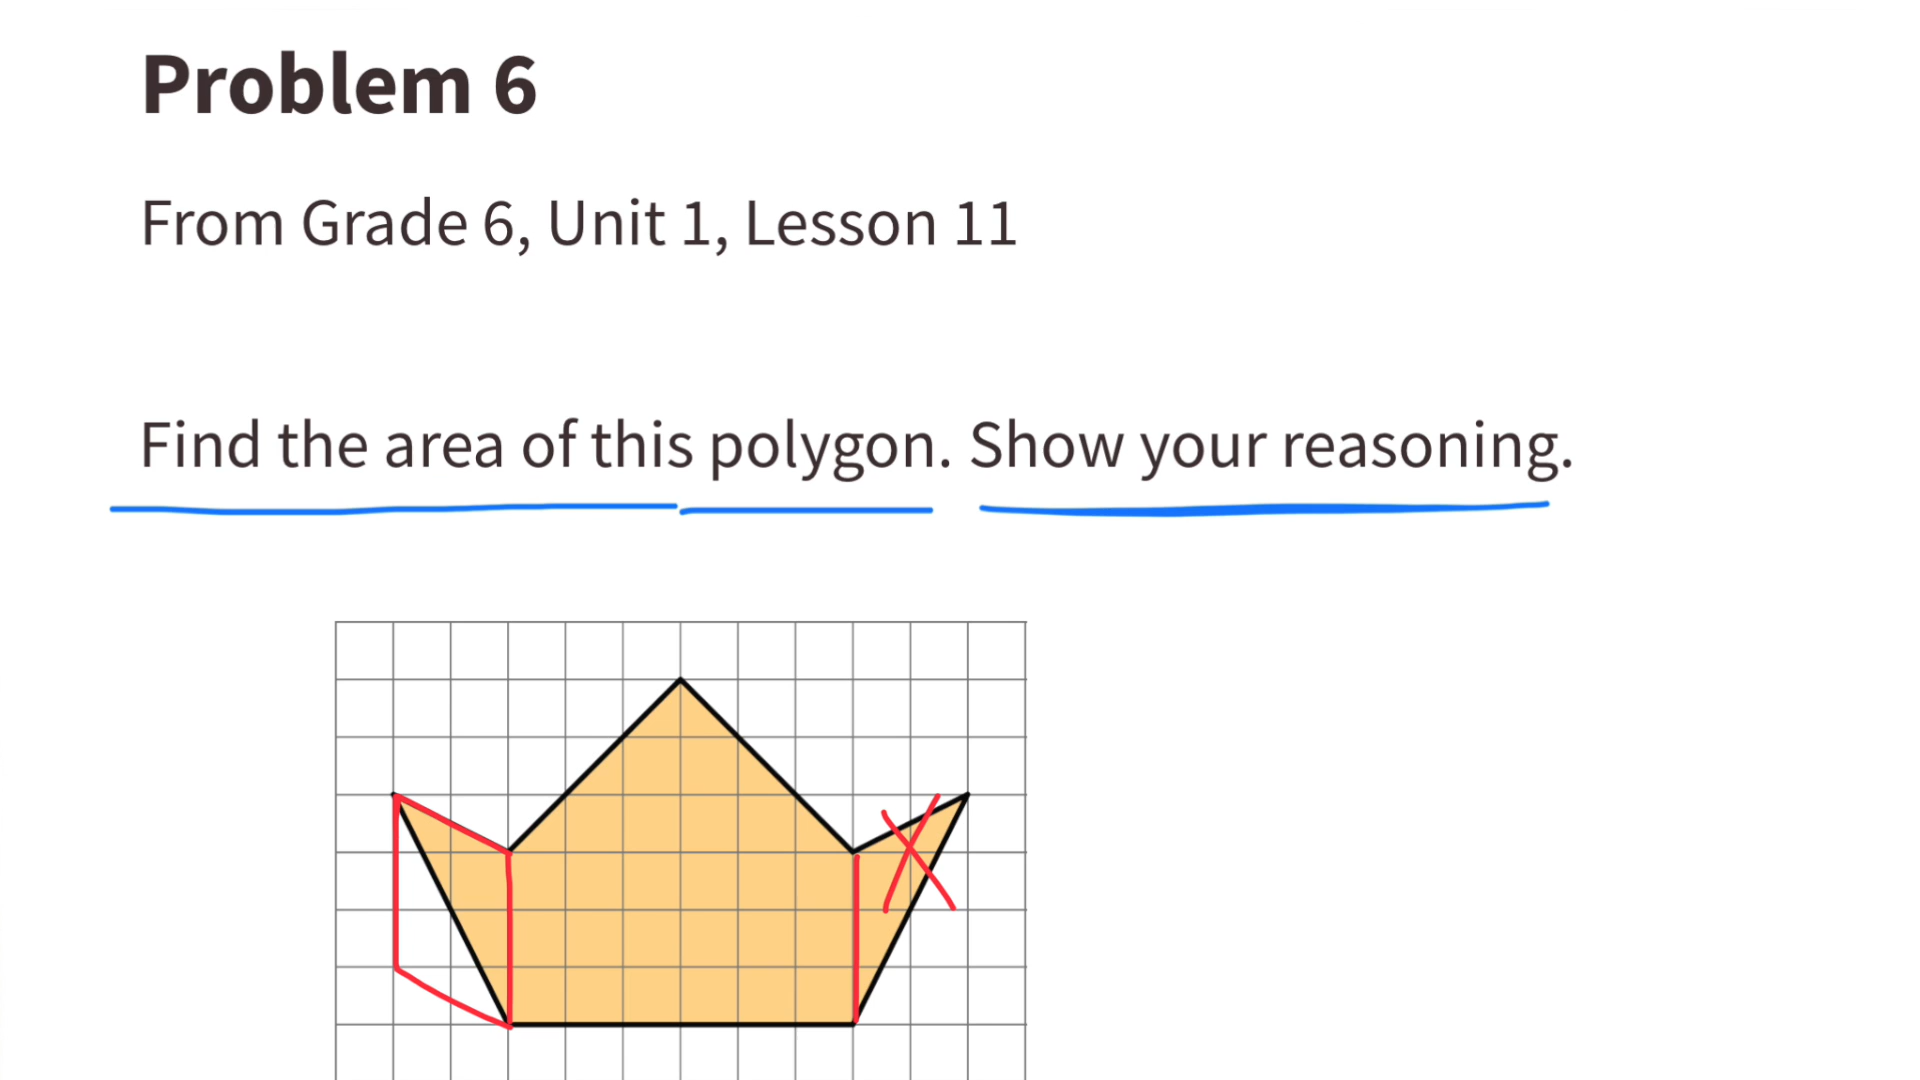 Problem 6
From Grade 6, Unit 1, Lesson 11
Find the area of this polygon. Show your reasoning.